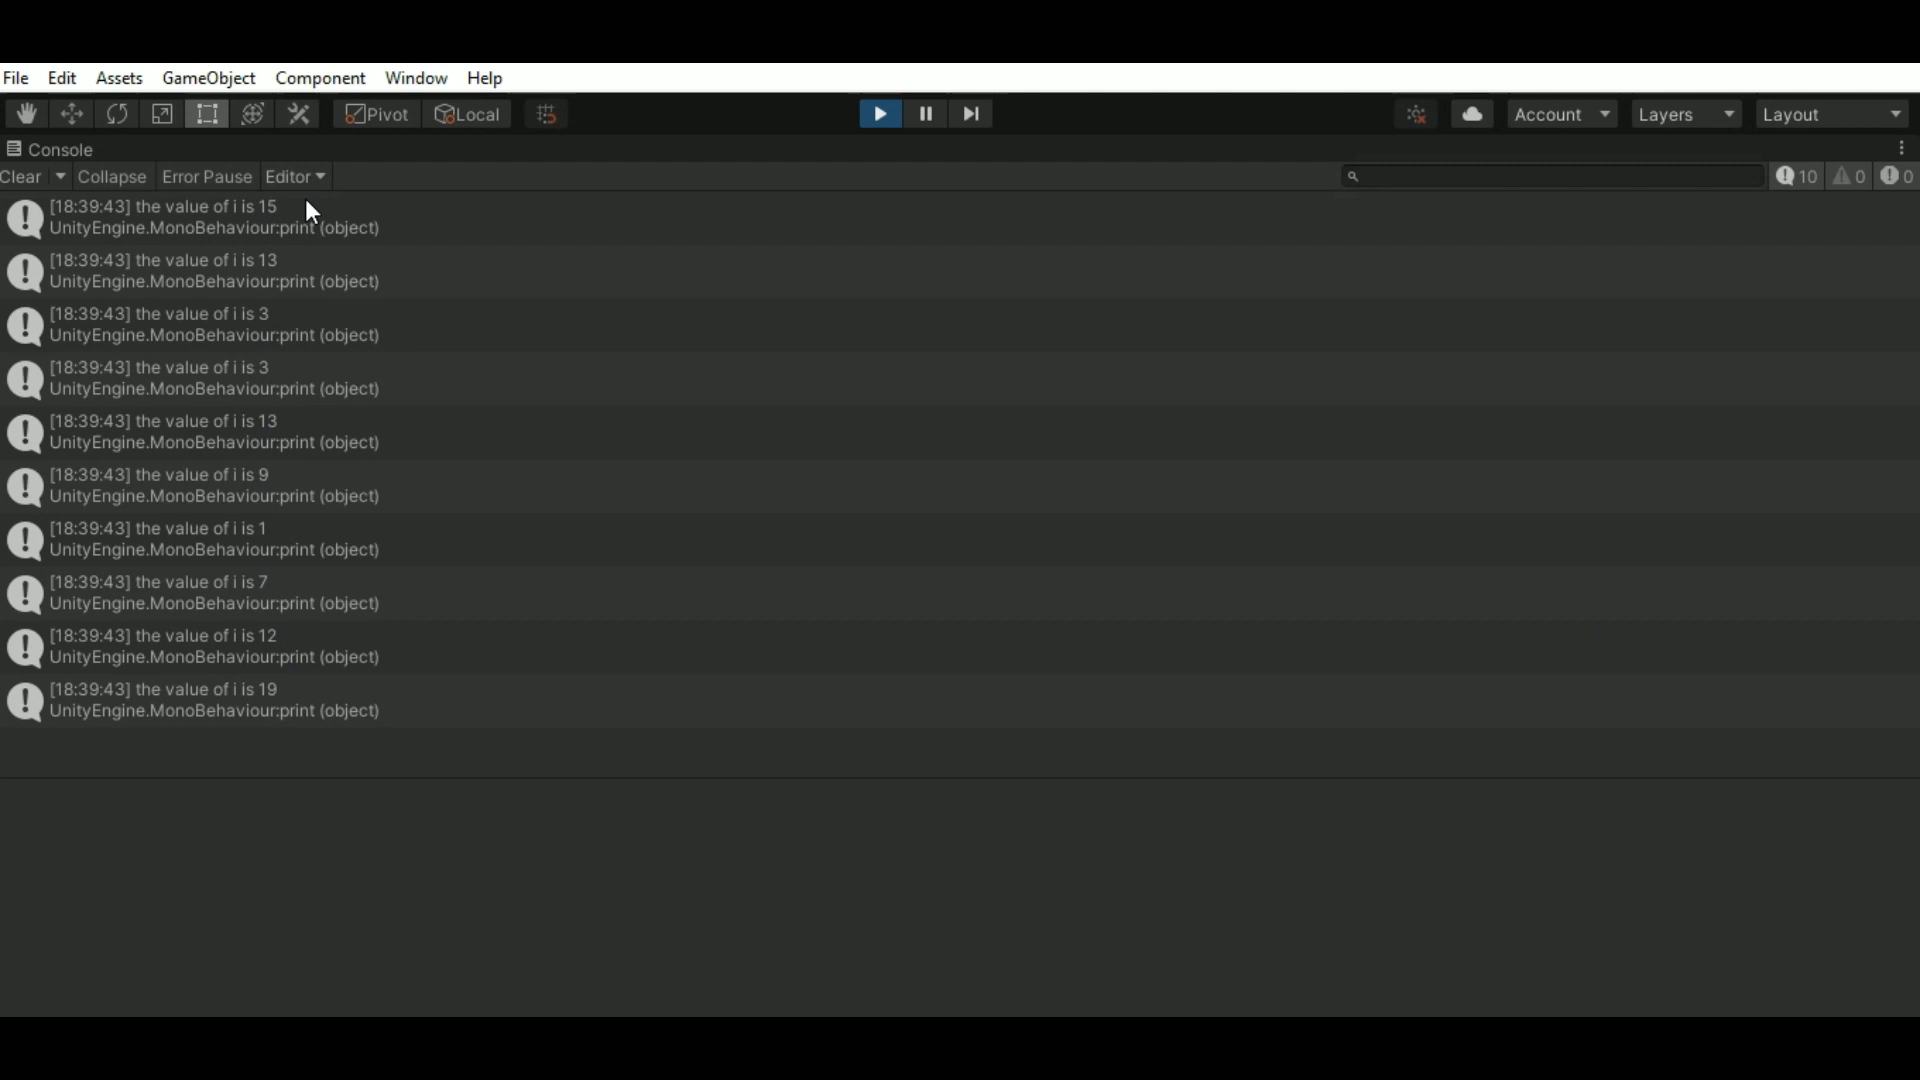 File Edit Assets GameObject Component Window Help
Pivot Local Account Layers Layout
Console
Clear Collapse Error Pause Editor 10 0 0
[18:39:43] the value of i is 15
UnityEngine.MonoBehaviour:print (object)
[18:39:43] the value of i is 13
UnityEngine.MonoBehaviour:print (object)
[18:39:43] the value of i is 3
UnityEngine.MonoBehaviour:print (object)
[18:39:43] the value of i is 3
UnityEngine.MonoBehaviour:print (object)
[18:39:43] the value of i is 13
UnityEngine.MonoBehaviour:print (object)
[18:39:43] the value of i is 9
UnityEngine.MonoBehaviour:print (object)
[18:39:43] the value of i is 1
UnityEngine.MonoBehaviour:print (object)
[18:39:43] the value of i is 7
UnityEngine.MonoBehaviour:print (object)
[18:39:43] the value of i is 12
UnityEngine.MonoBehaviour:print (object)
[18:39:43] the value of i is 19
UnityEngine.MonoBehaviour:print (object)